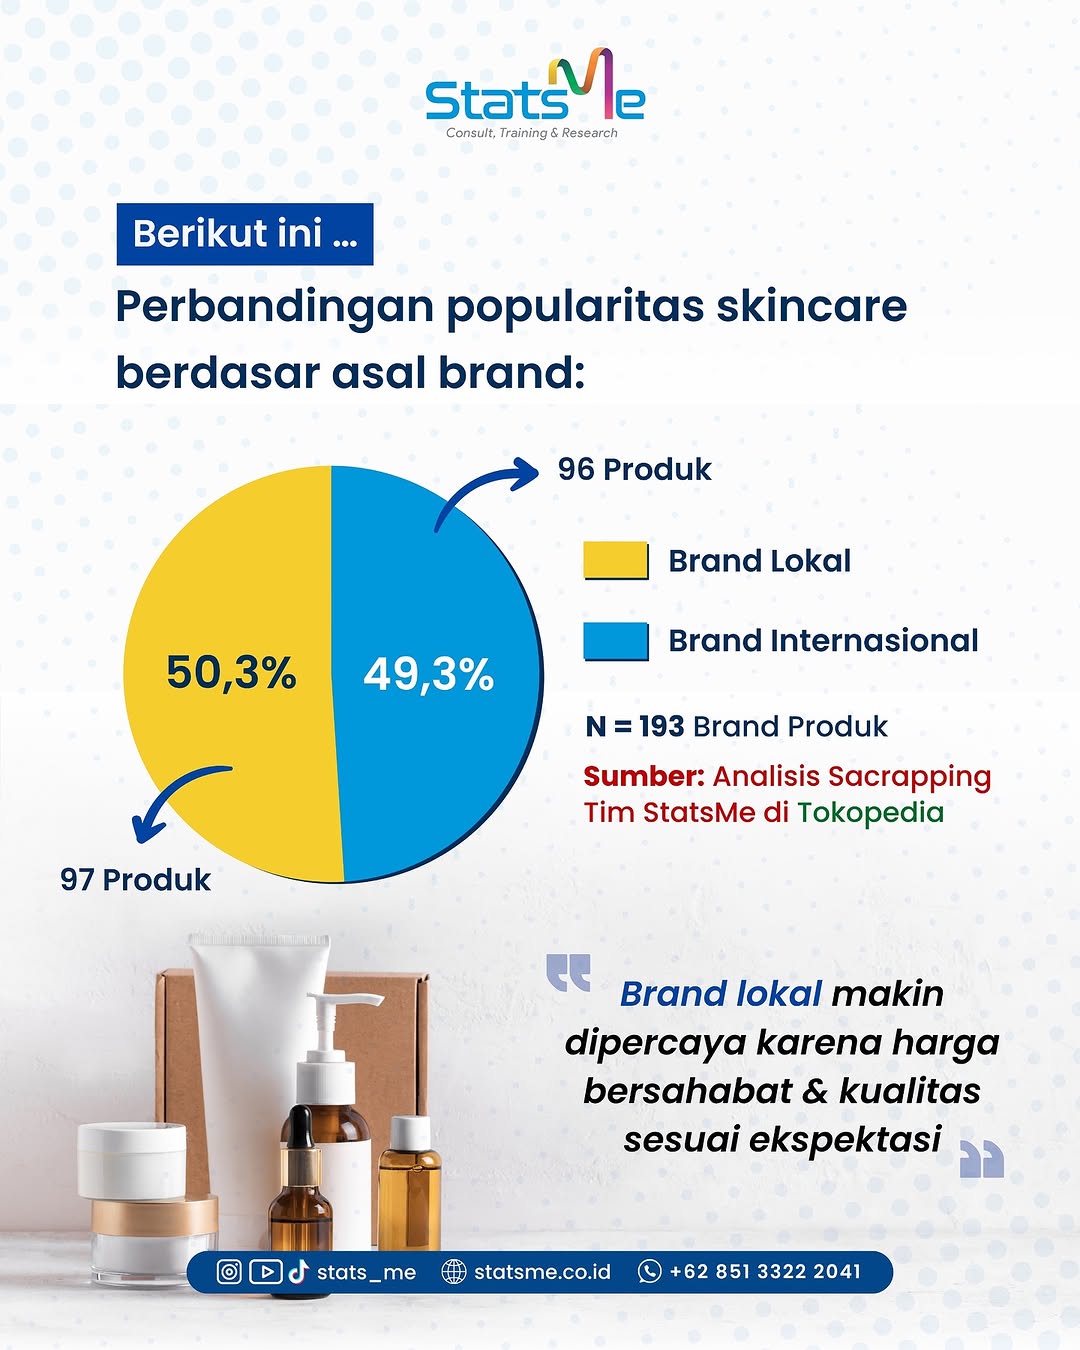 StatsMe
Consult, Training & Research
Berikut ini ...
Perbandingan popularitas skincare
berdasar asal brand:
96 Produk
Brand Lokal
Brand Internasional
50,3%
49,3%
N = 193 Brand Produk
Sumber: Analisis Sacrapping
Tim StatsMe di Tokopedia
97 Produk
"Brand lokal makin
dipercaya karena harga
bersahabat & kualitas
sesuai ekspektasi"
stats_me statsme.co.id +62 851 3322 2041